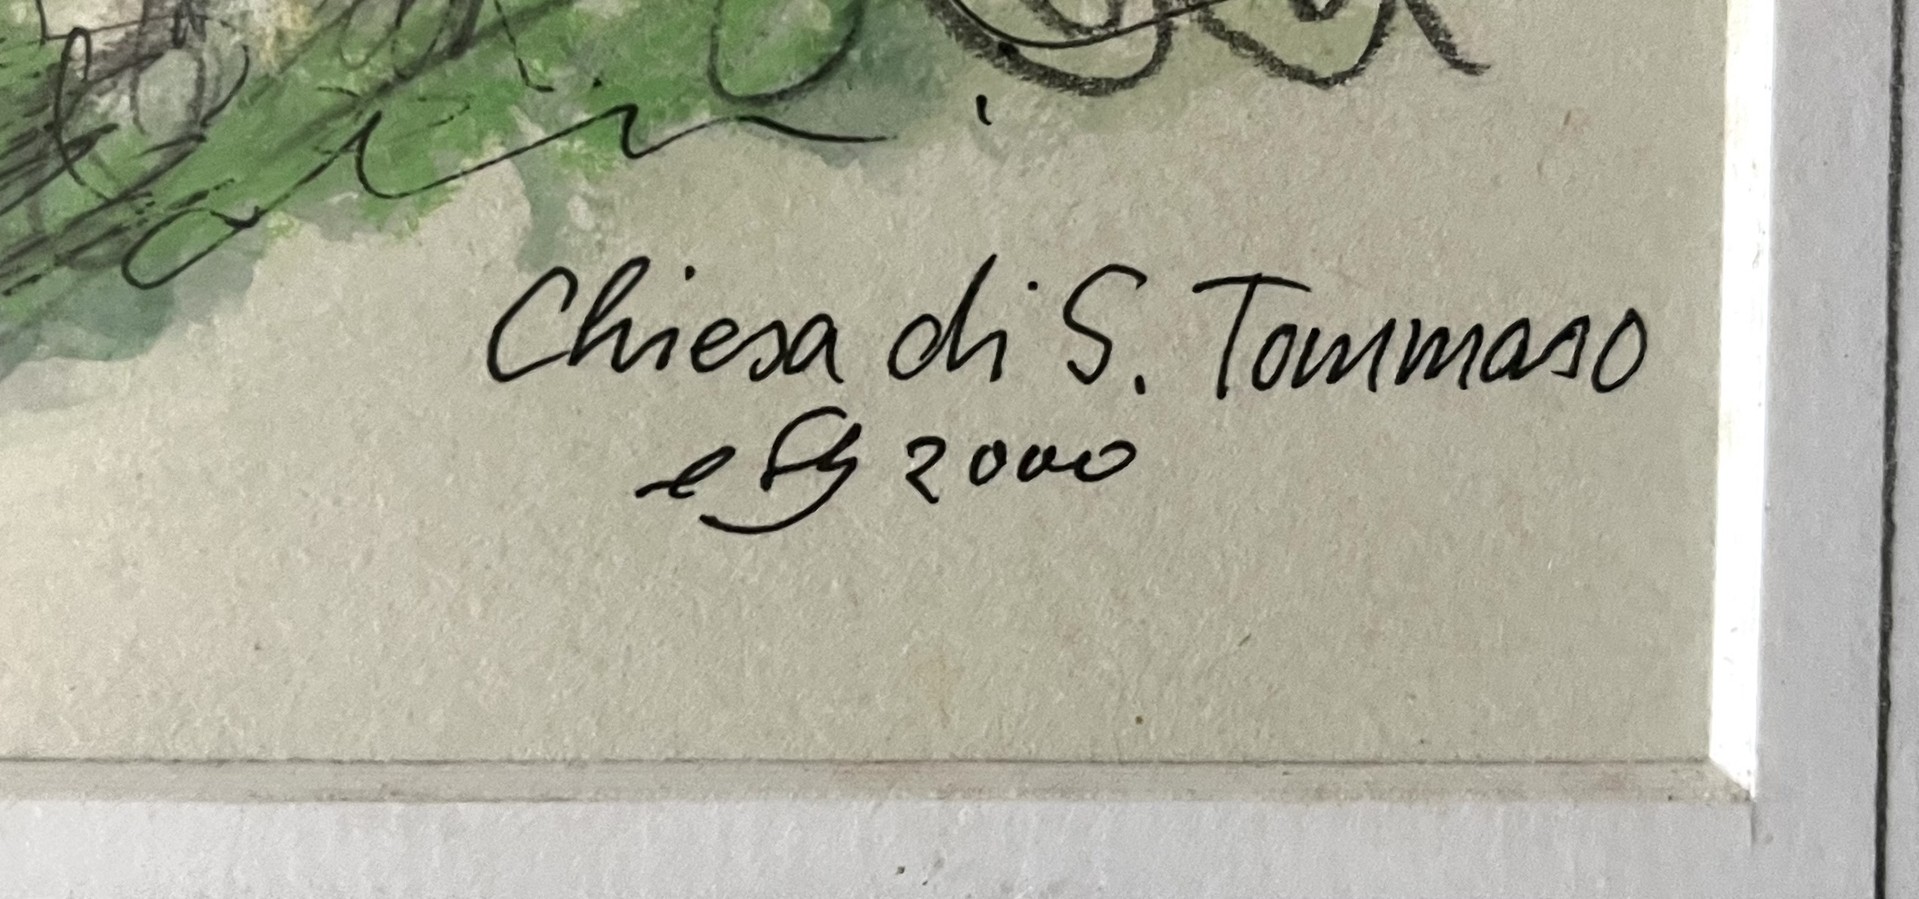 Chiesa di S. Tommaso
2000